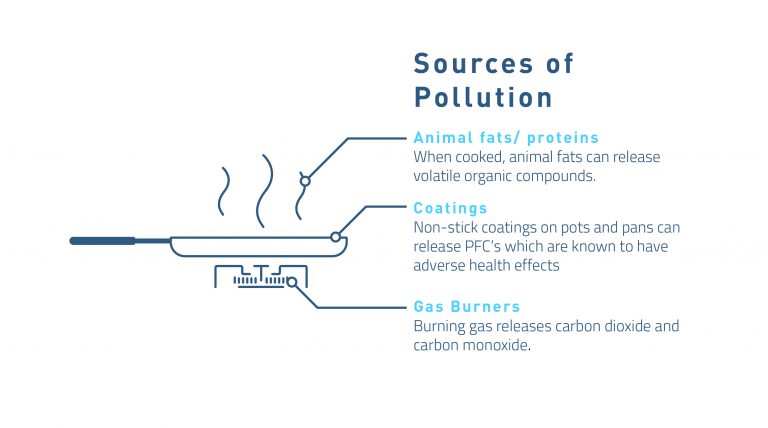 Sources of
Pollution
Animal fats/ proteins
When cooked, animal fats can release
volatile organic compounds.
Coatings
Non-stick coatings on pots and pans can
release PFC's which are known to have
adverse health effects
Gas Burners
Burning gas releases carbon dioxide and
carbon monoxide.